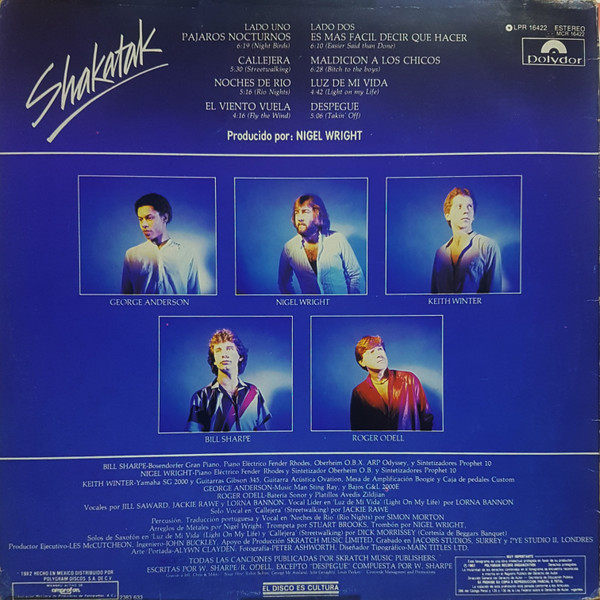 Shakatak
LADO UNO
PAJAROS NOCTURNOS
6:19 (Night Birds)
CALLEJERA
5:30 (Streetwalking)
NOCHES DE RIO
5:16 (Rio Nights)
EL VIENTO VUELA
4:16 (Fly the Wind)
LADO DOS
ES MAS FACIL DECIR QUE HACER
6:10 (Easier Said than Done)
MALDICION A LOS CHICOS
6:28 (Bitch to the boys)
LUZ DE MI VIDA
4:42 (Light on my Life)
DESPEGUE
5:06 (Takin' Off)
LPR 16422 ESTEREO
MCR 16422
Polydor
Producido por: NIGEL WRIGHT
GEORGE ANDERSON
NIGEL WRIGHT
KEITH WINTER
BILL SHARPE
ROGER ODELL
BILL SHARPE-Bosendorfer Gran Piano, Piano Eléctrico Fender Rhodes, Oberheim O.B.X. ARP Odyssey, y Sintetizadores Prophet 10
NIGEL WRIGHT-Piano Eléctrico Fender Rhodes y Sintetizador Oberheim O.B. y Sintetizadores Prophet 10
KEITH WINTER-Yamaha SG 2000 y Guitarras Gibson 345, Guitarra Acústica Ovation, Mesa de Amplificación Boogie y Caja de pedales Custom
GEORGE ANDERSON-Music Man Sting Ray, y Bajos G&L 2000E
ROGER ODELL-Batería Sonor y Platillos Avedis Zildjian
Vocales por JILL SAWARD, JACKIE RAWE y LORNA BANNON, Vocal Líder en 'Luz de Mi Vida' (Light On My Life) por LORNA BANNON.
Solo Vocal en 'Callejera' (Streetwalking) por JACKIE RAWE
Percusión, Traducción portuguesa y Vocal en 'Noches de Río' (Rio Nights) por SIMON MORTON
Arreglos de Metales por Nigel Wright, Trompeta por STUART BROOKS, Trombón por NIGEL WRIGHT,
Solos de Saxofón en 'Luz de Mi Vida' (Light On My Life) y 'Callejera' (Streetwalking) por DICK MORRISSEY (Cortesía de Beggars Banquet)
Productor Ejecutivo-LES McCUTCHEON, Ingeniero-JOHN BUCKLEY, Apoyo de Producción SKRATCH MUSIC LIMITED, Grabado en JACOBS STUDIOS, SURREY y PYE STUDIO II, LONDRES
Arte/Portada-ALWYN CLAYDEN, Fotografía-PETER ASHWORTH, Diseñador Tipográfico-MAIN TITLES LTD.
TODAS LAS CANCIONES PUBLICADAS POR SKRATCH MUSIC PUBLISHERS.
ESCRITAS POR W. SHARPE/R. ODELL, EXCEPTO "DESPEGUE" COMPUESTA POR W. SHARPE
1982 HECHO EN MEXICO DISTRIBUIDO POR
POLYGRAM DISCOS, S.A. DE C.V.
amprofon
2383 633
EL DISCO ES CULTURA
MUY IMPORTANTE